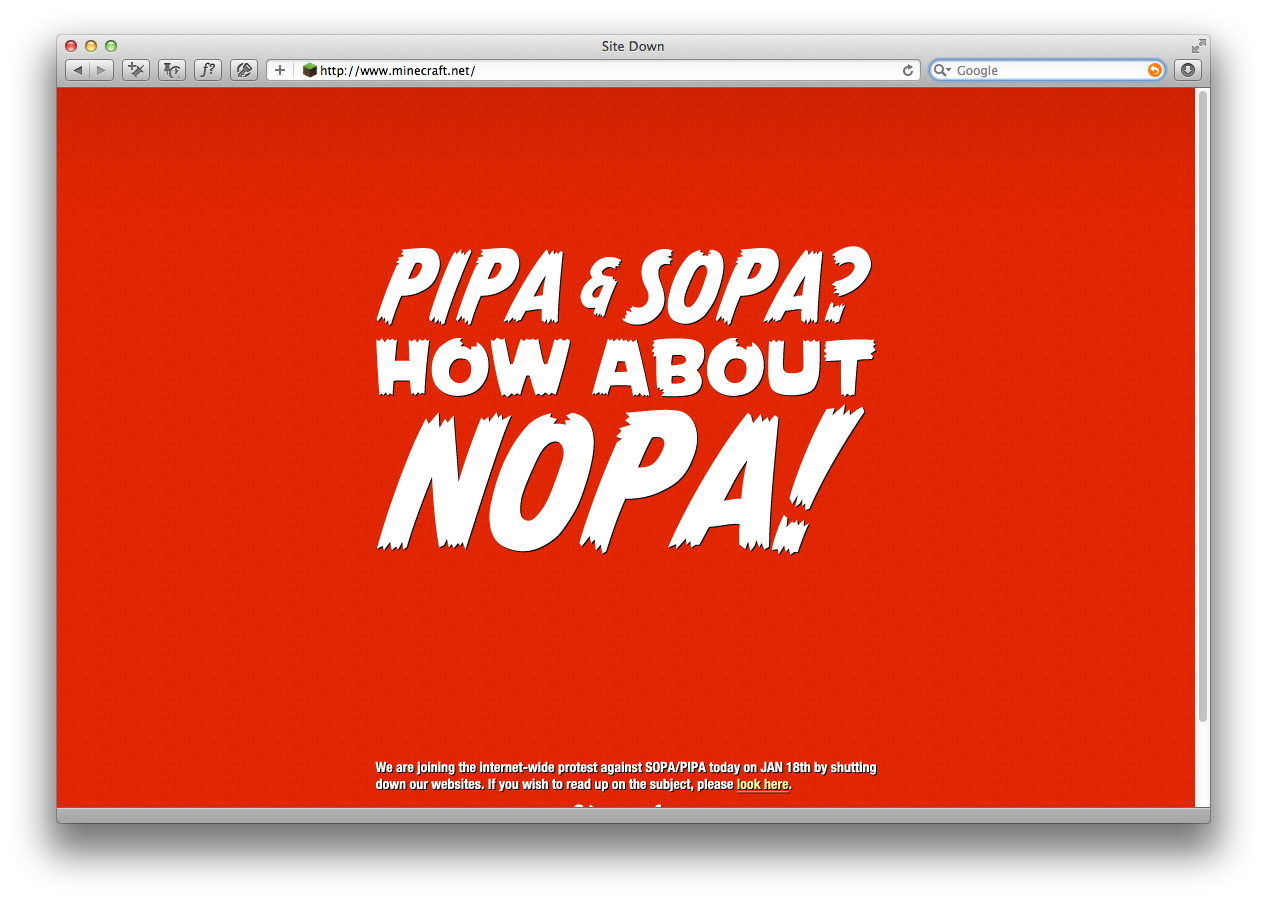 Site Down
f?
http://www.minecraft.net/
Google
PIPA & SOPA?
HOW ABOUT
NOPA!
We are joining the internet-wide protest against SOPA/PIPA today on JAN 18th by shutting
down our websites. If you wish to read up on the subject, please look here.